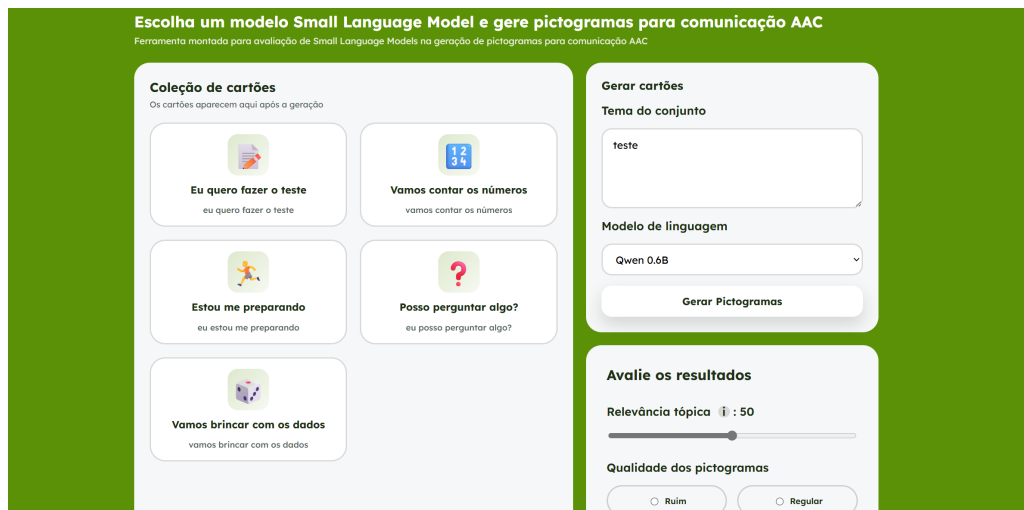 Escolha um modelo Small Language Model e gere pictogramas para comunicação AAC
Ferramenta montada para avaliação de Small Language Models na geração de pictogramas para comunicação AAC
Coleção de cartões
Os cartões aparecem aqui após a geração
Eu quero fazer o teste
eu quero fazer o teste
1 2
3 4
Vamos contar os números
vamos contar os números
Estou me preparando
eu estou me preparando
Posso perguntar algo?
eu posso perguntar algo?
Vamos brincar com os dados
vamos brincar com os dados
Gerar cartões
Tema do conjunto
teste
Modelo de linguagem
Qwen 0.6B
Gerar Pictogramas
Avalie os resultados
Relevância tópica i : 50
Qualidade dos pictogramas
Ruim
Regular